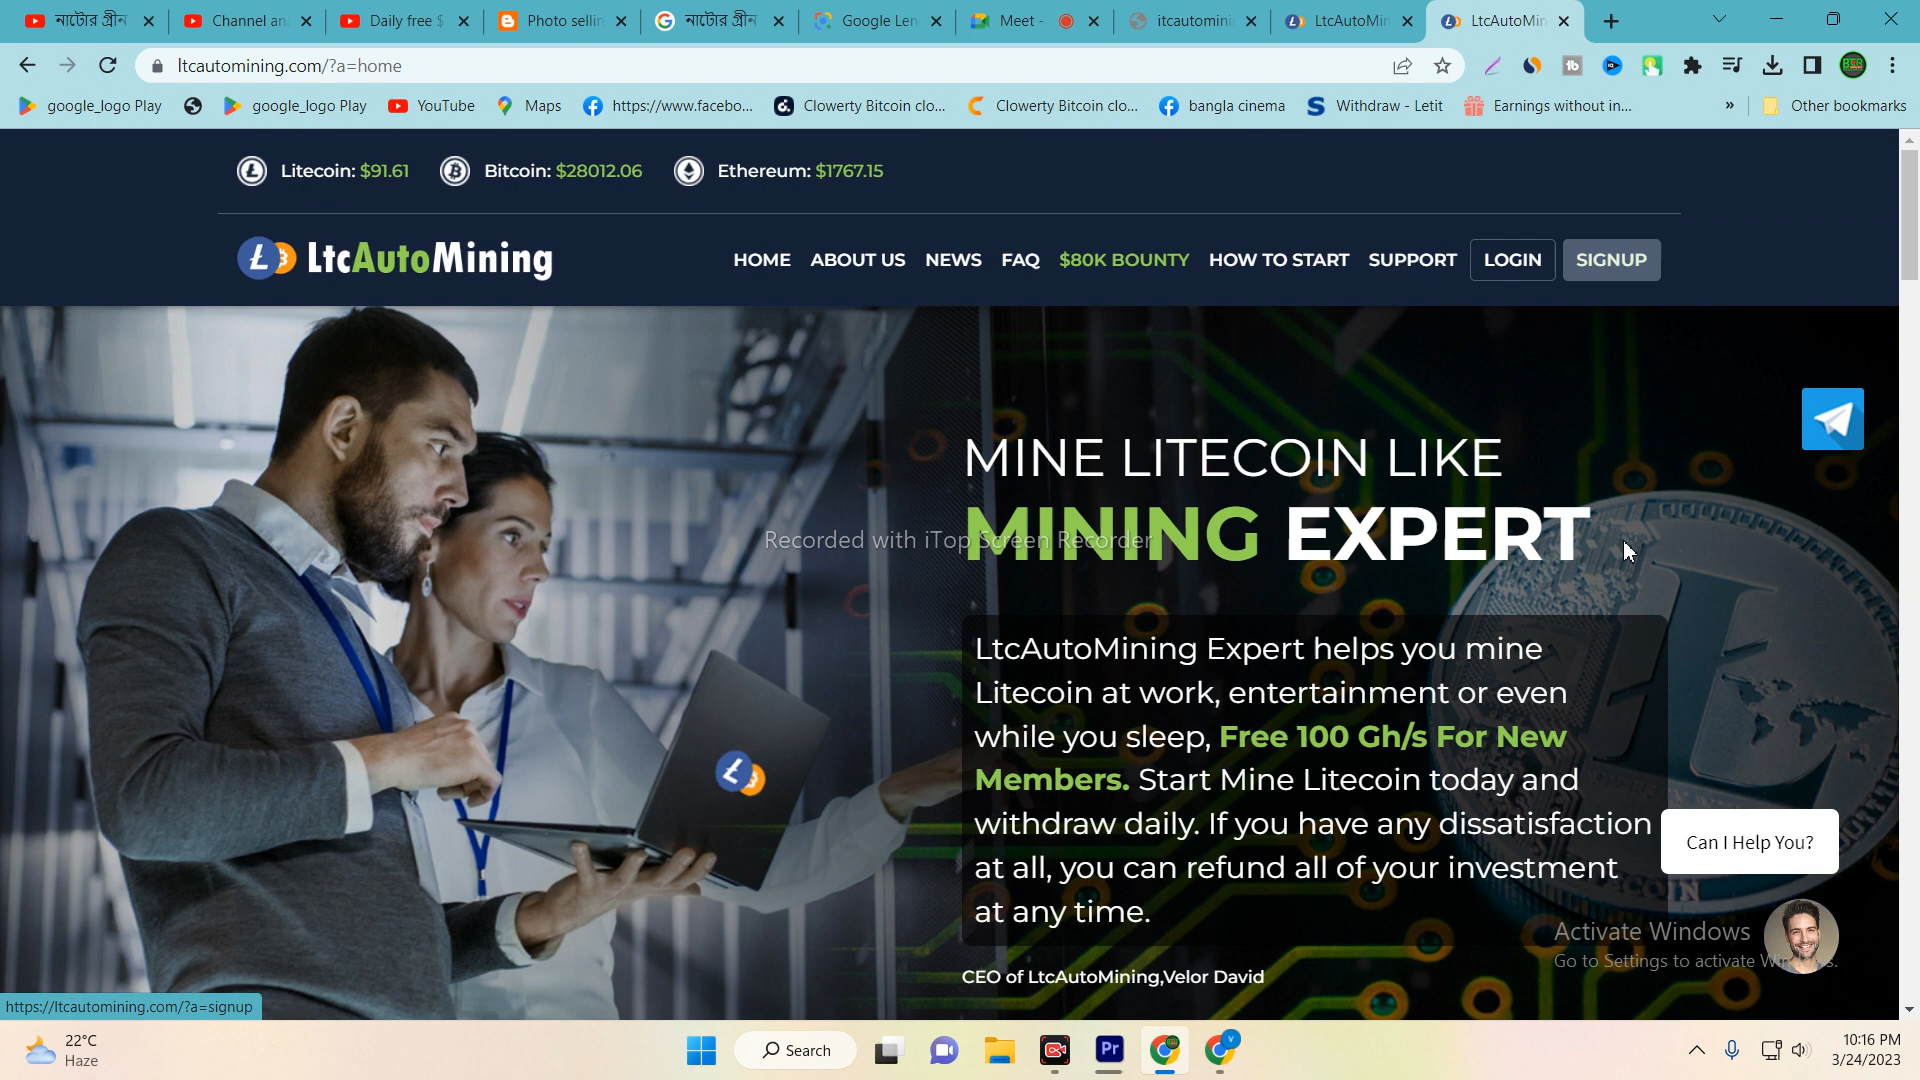 নাটোর গ্রীন
Channel an
Daily free $
Photo sellin
নাটোর গ্রীন
Google Len
Meet -
itcautomini
LtcAutoMin
LtcAutoMin
ltcautomining.com/?a=home
google_logo Play
google_logo Play
YouTube
Maps
https://www.facebo...
Clowerty Bitcoin clo...
Clowerty Bitcoin clo...
bangla cinema
Withdraw - Letit
Earnings without in...
»
Other bookmarks
Litecoin: $91.61
Bitcoin: $28012.06
Ethereum: $1767.15
LtcAutoMining
HOME
ABOUT US
NEWS
FAQ
$80K BOUNTY
HOW TO START
SUPPORT
LOGIN
SIGNUP
MINE LITECOIN LIKE
MINING EXPERT
Recorded with iTop Screen Recorder
LtcAutoMining Expert helps you mine
Litecoin at work, entertainment or even
while you sleep, Free 100 Gh/s For New
Members. Start Mine Litecoin today and
withdraw daily. If you have any dissatisfaction
at all, you can refund all of your investment
at any time.
CEO of LtcAutoMining,Velor David
Can I Help You?
Activate Windows
Go to Settings to activate Windows.
https://ltcautomining.com/?a=signup
22°C
Haze
Search
Pr
10:16 PM
3/24/2023